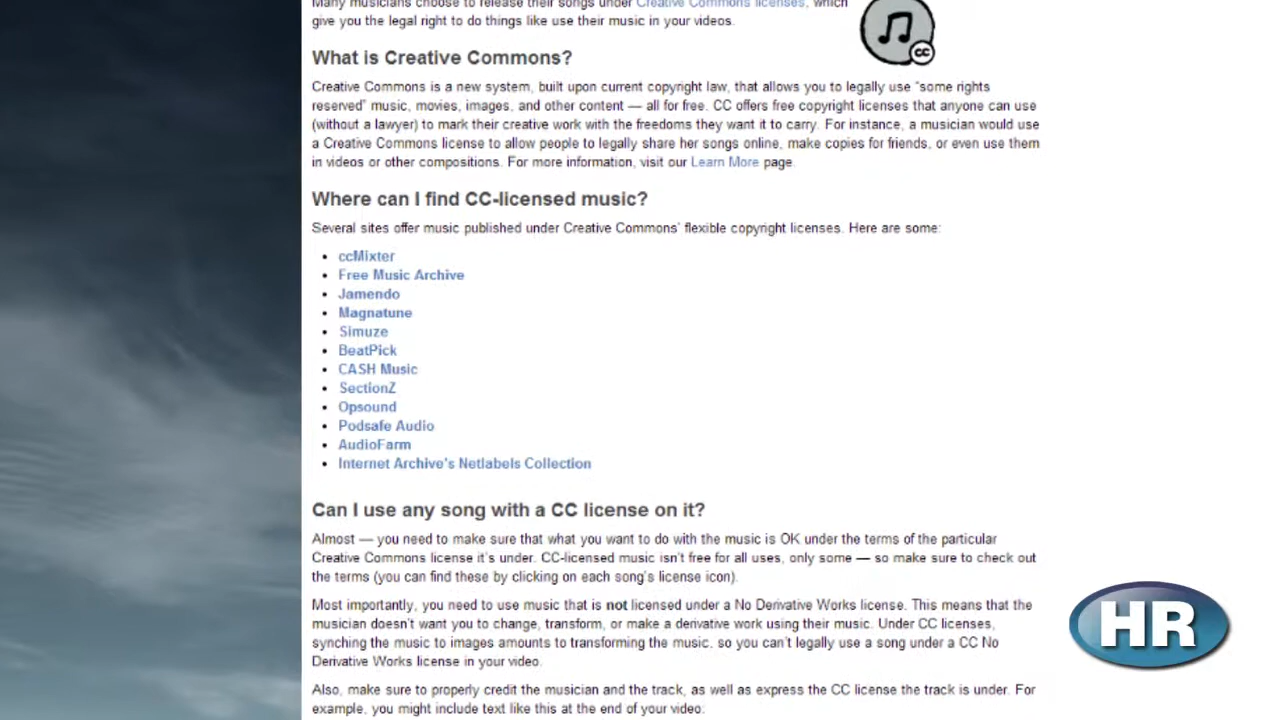 Many musicians choose to release their songs under Creative Commons licenses, which
give you the legal right to do things like use their music in your videos.
What is Creative Commons?
Creative Commons is a new system, built upon current copyright law, that allows you to legally use “some rights
reserved” music, movies, images, and other content — all for free. CC offers free copyright licenses that anyone can use
(without a lawyer) to mark their creative work with the freedoms they want it to carry. For instance, a musician would use
a Creative Commons license to allow people to legally share her songs online, make copies for friends, or even use them
in videos or other compositions. For more information, visit our Learn More page.
Where can I find CC-licensed music?
Several sites offer music published under Creative Commons’ flexible copyright licenses. Here are some:
ccMixter
Free Music Archive
Jamendo
Magnatune
Simuze
BeatPick
CASH Music
SectionZ
Opsound
Podsafe Audio
AudioFarm
Internet Archive's Netlabels Collection
Can I use any song with a CC license on it?
Almost — you need to make sure that what you want to do with the music is OK under the terms of the particular
Creative Commons license it’s under. CC-licensed music isn’t free for all uses, only some — so make sure to check out
the terms (you can find these by clicking on each song’s license icon).
Most importantly, you need to use music that is not licensed under a No Derivative Works license. This means that the
musician doesn’t want you to change, transform, or make a derivative work using their music. Under CC licenses,
synching the music to images amounts to transforming the music, so you can’t legally use a song under a CC No
Derivative Works license in your video.
Also, make sure to properly credit the musician and the track, as well as express the CC license the track is under. For
example, you might include text like this at the end of your video:
cc
HR